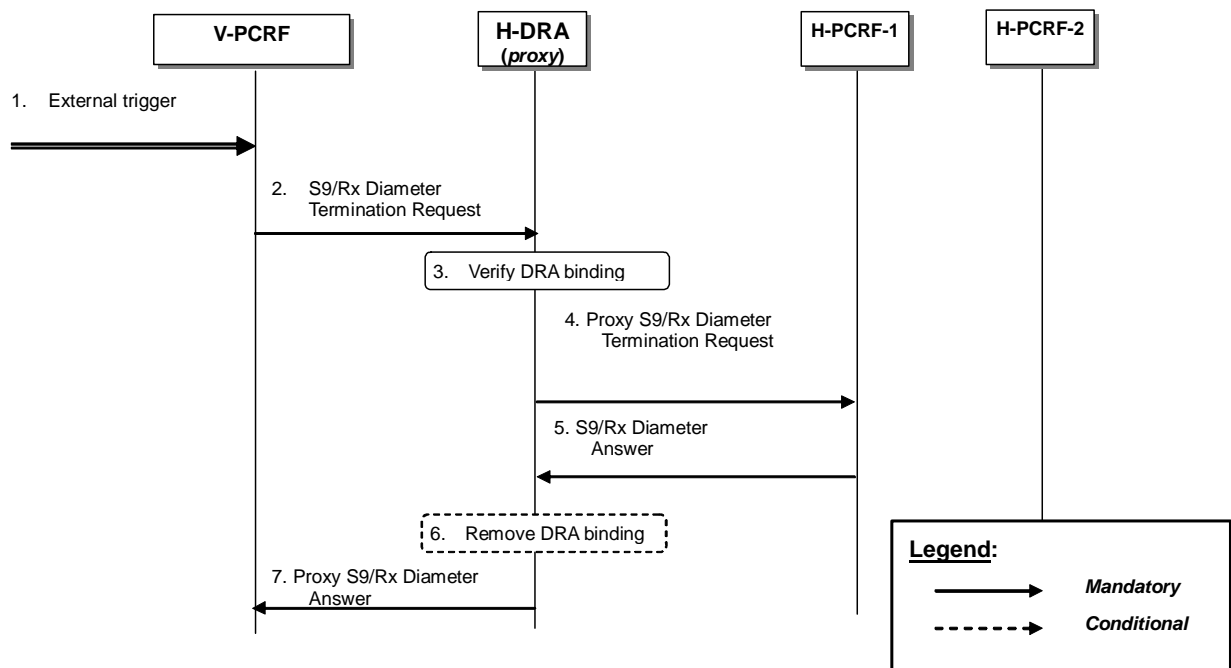 V-PCRF
H-DRA
(proxy)
H-PCRF-1
H-PCRF-2
1. External trigger
2. S9/Rx Diameter
Termination Request
3. Verify DRA binding
4. Proxy S9/Rx Diameter
Termination Request
5. S9/Rx Diameter
Answer
6. Remove DRA binding
7. Proxy S9/Rx Diameter
Answer
Legend:
Mandatory
Conditional